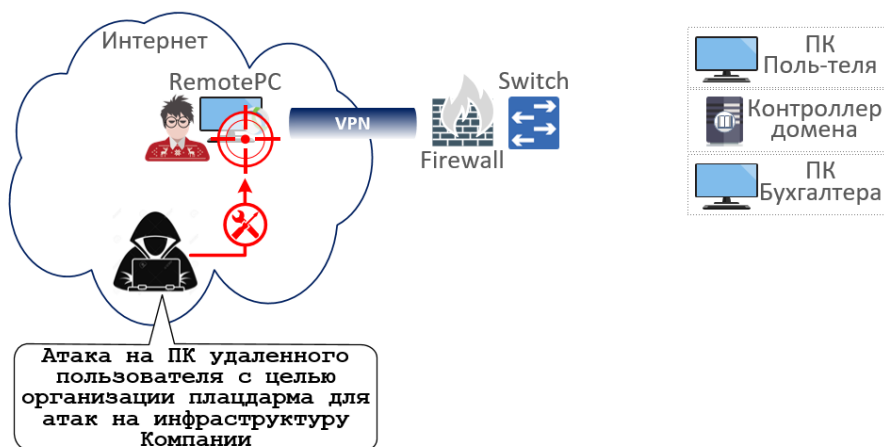 Интернет
RemotePC
VPN
Firewall
Switch
ПК
Поль-теля
Контроллер
домена
ПК
Бухгалтера
Атака на ПК удаленного
пользователя с целью
организации плацдарма для
атак на инфраструктуру
Компании